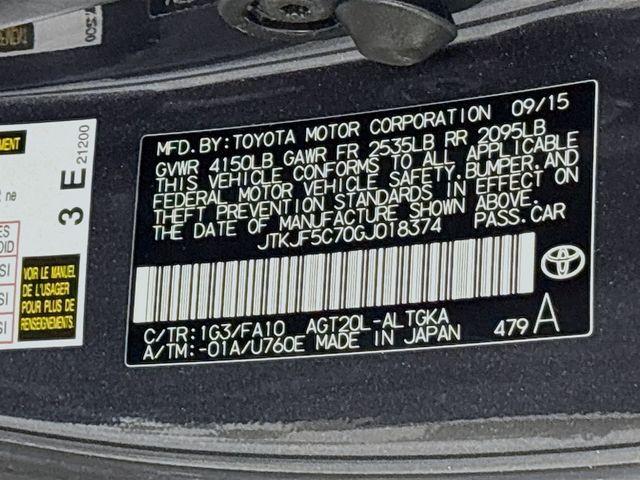 MFD. BY: TOYOTA MOTOR CORPORATION 09/15
GVWR 4150LB GAWR FR 2535LB RR 2095LB
THIS VEHICLE CONFORMS TO ALL APPLICABLE
FEDERAL MOTOR VEHICLE SAFETY, BUMPER, AND
THEFT PREVENTION STANDARDS IN EFFECT ON
THE DATE OF MANUFACTURE SHOWN ABOVE.
JTKJF5C70GJ018374 PASS. CAR
C/TR: 1G3/FA10 AGT20L-ALTGKA
A/TM: -01A/U760E MADE IN JAPAN 479 A
3 E 21200
ne
VOIR LE MANUEL
DE L'USAGER
POUR PLUS DE
RENSEIGNEMENTS